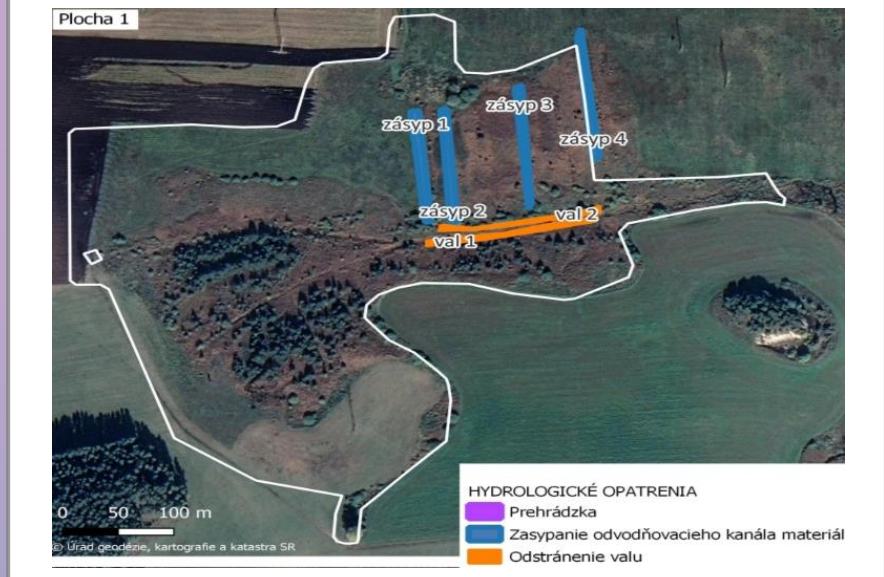 Plocha 1
zásyp 1
zásyp 3
zásyp 4
zásyp 2
val 2
val 1
0 50 100 m
© Úrad geodézie, kartografie a katastra SR
HYDROLOGICKÉ OPATRENIA
Prehrádzka
Zasypanie odvodňovacieho kanála materiál
Odstránenie valu